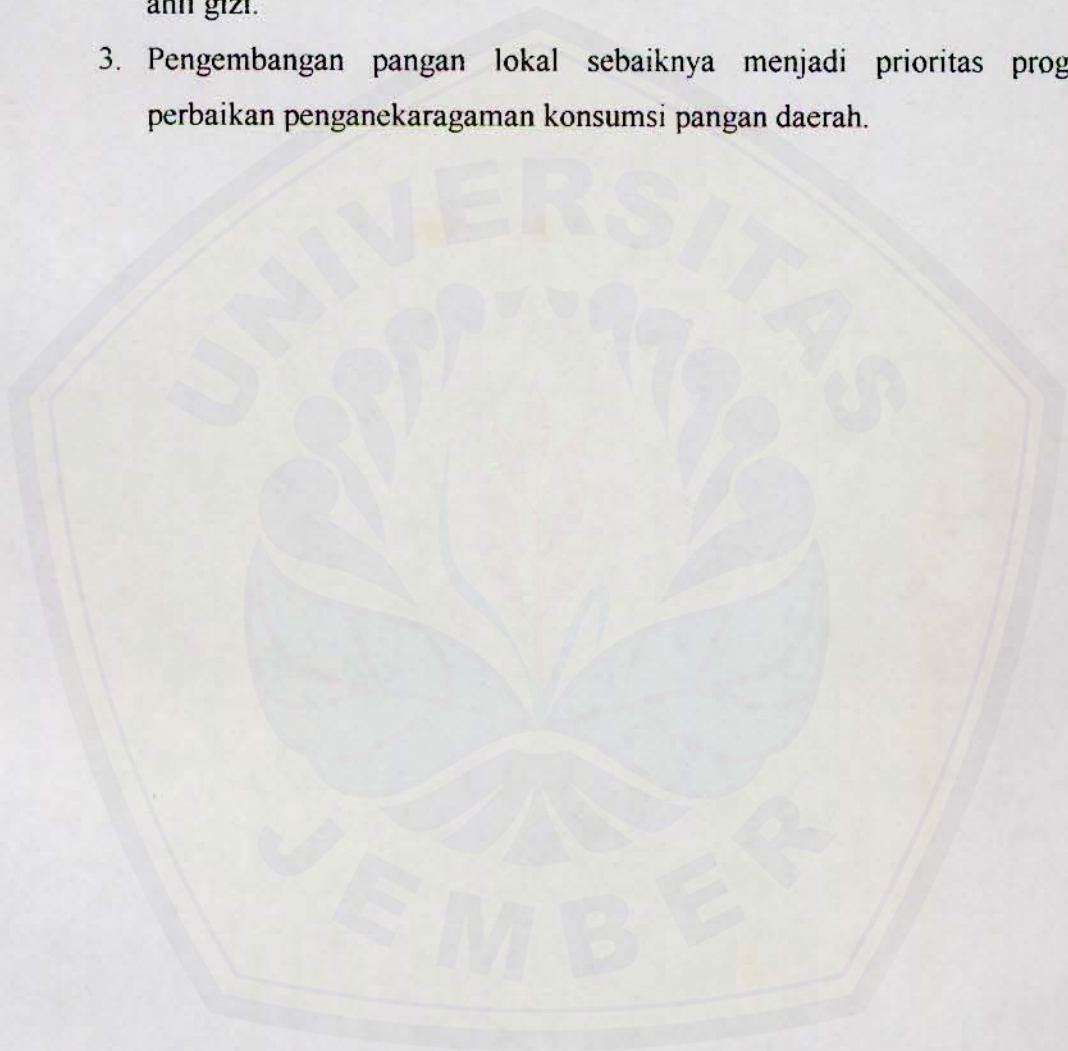 ahli gizi.
3. Pengembangan pangan lokal sebaiknya menjadi prioritas prog
perbaikan penganekaragaman konsumsi pangan daerah.
UNIVERSITAS
JEMBER